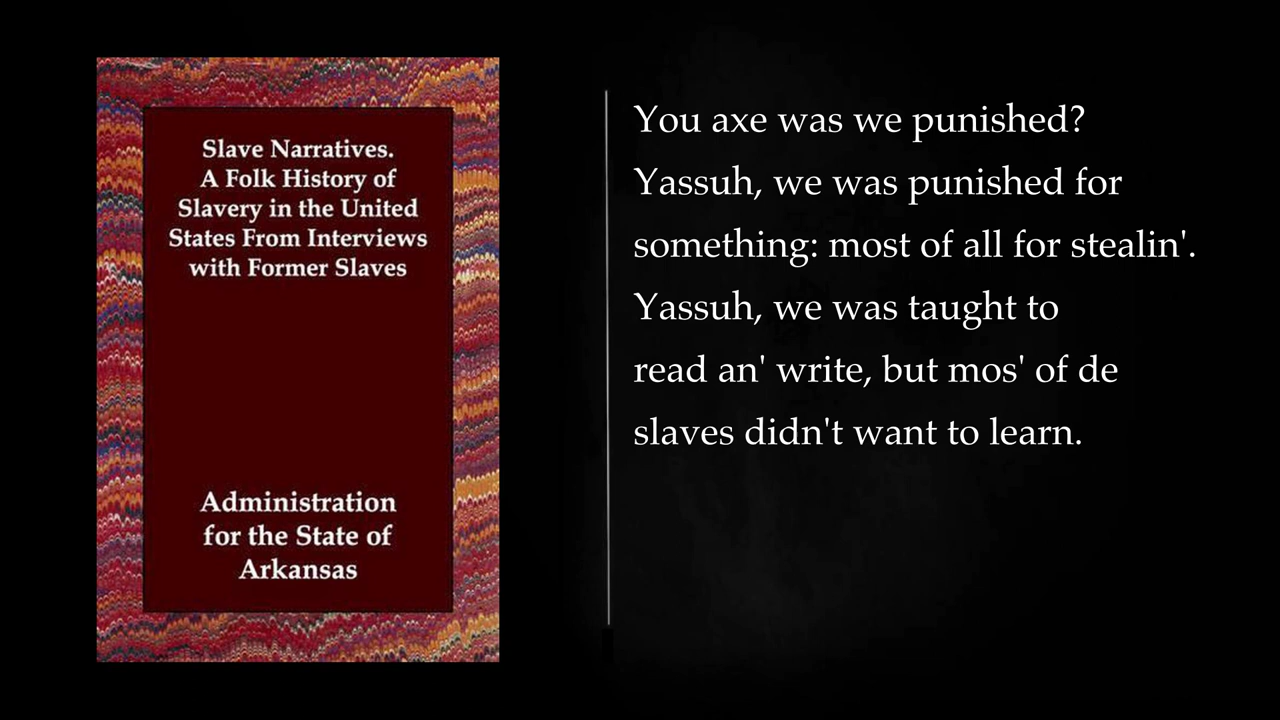 Slave Narratives.
A Folk History of
Slavery in the United
States From Interviews
with Former Slaves
Administration
for the State of
Arkansas
You axe was we punished?
Yassuh, we was punished for
something: most of all for stealin'.
Yassuh, we was taught to
read an' write, but mos' of de
slaves didn't want to learn.